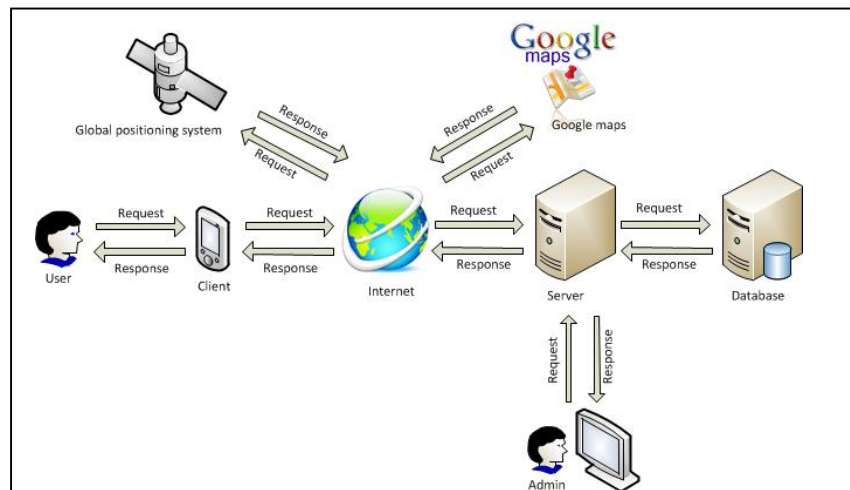 Google
maps
Global positioning system
Google maps
Response
Request
Response
Request
Request
Response
User
Request
Response
Client
Internet
Request
Response
Server
Request
Response
Database
Request
Response
Admin